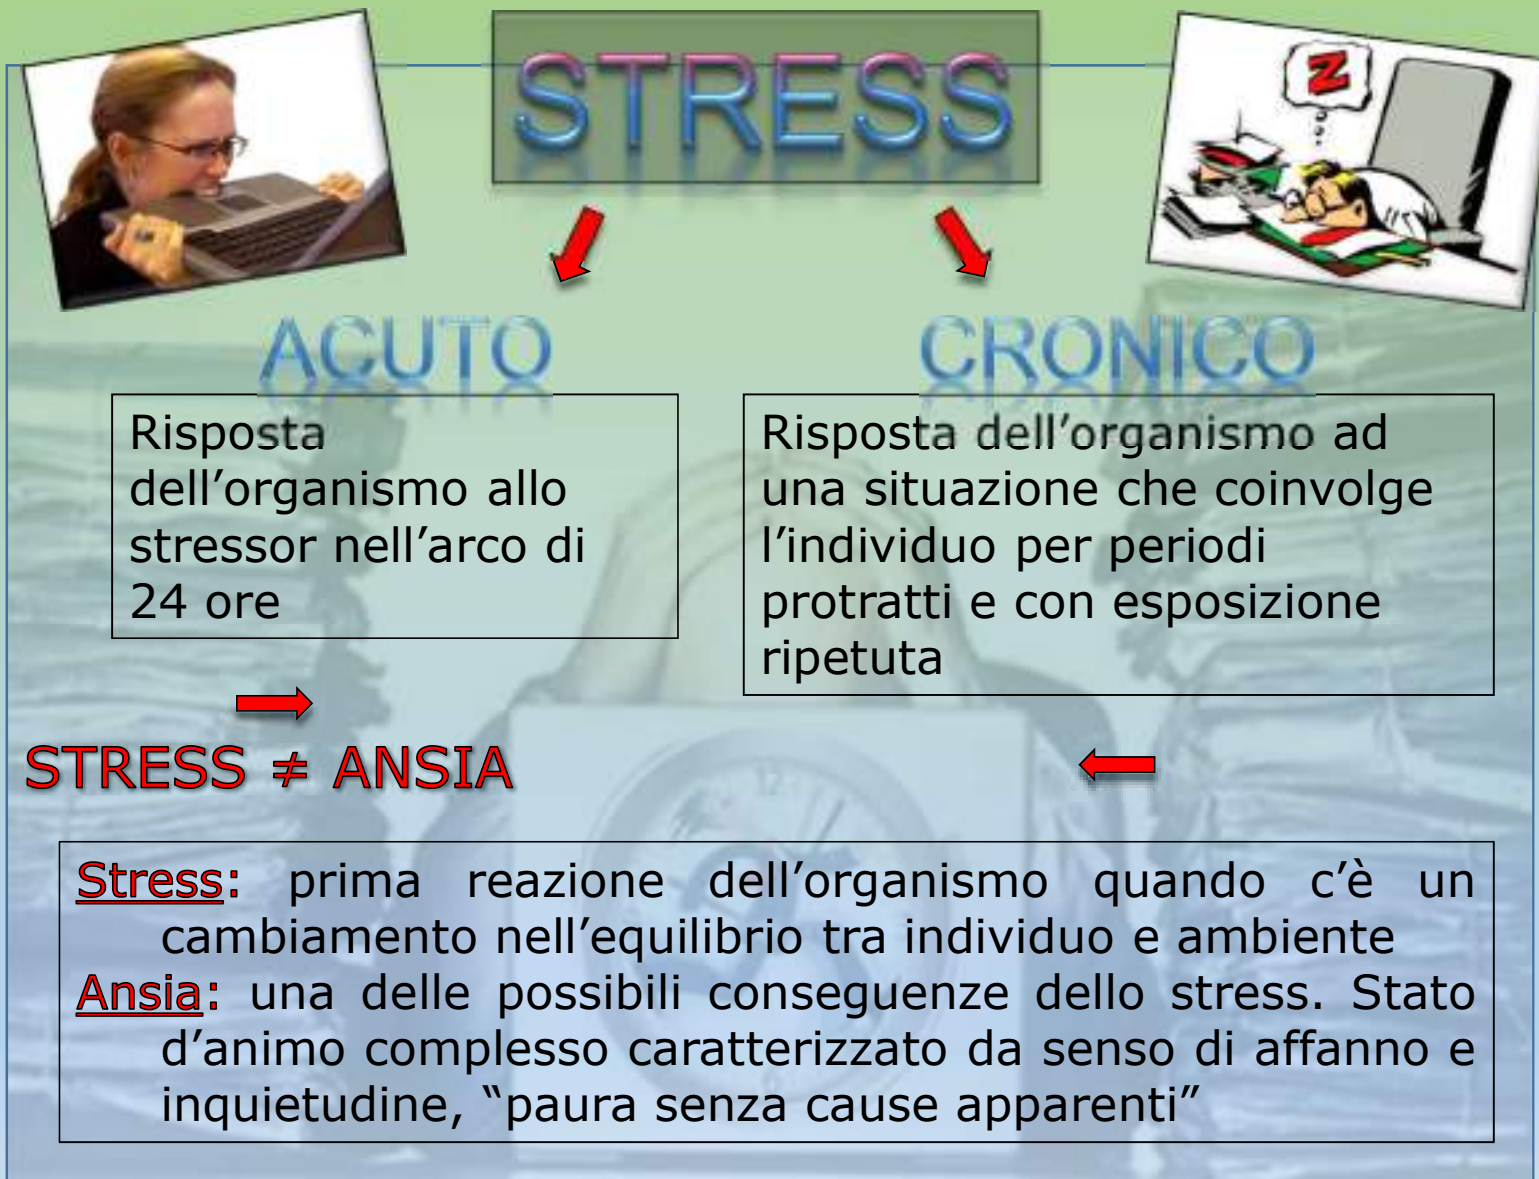 STRESS
Z
ACUTO
Risposta
dell’organismo allo
stressor nell’arco di
24 ore
CRONICO
Risposta dell’organismo ad
una situazione che coinvolge
l’individuo per periodi
protratti e con esposizione
ripetuta
STRESS ≠ ANSIA
Stress: prima reazione dell’organismo quando c’è un
cambiamento nell’equilibrio tra individuo e ambiente
Ansia: una delle possibili conseguenze dello stress. Stato
d’animo complesso caratterizzato da senso di affanno e
inquietudine, “paura senza cause apparenti”
12
6